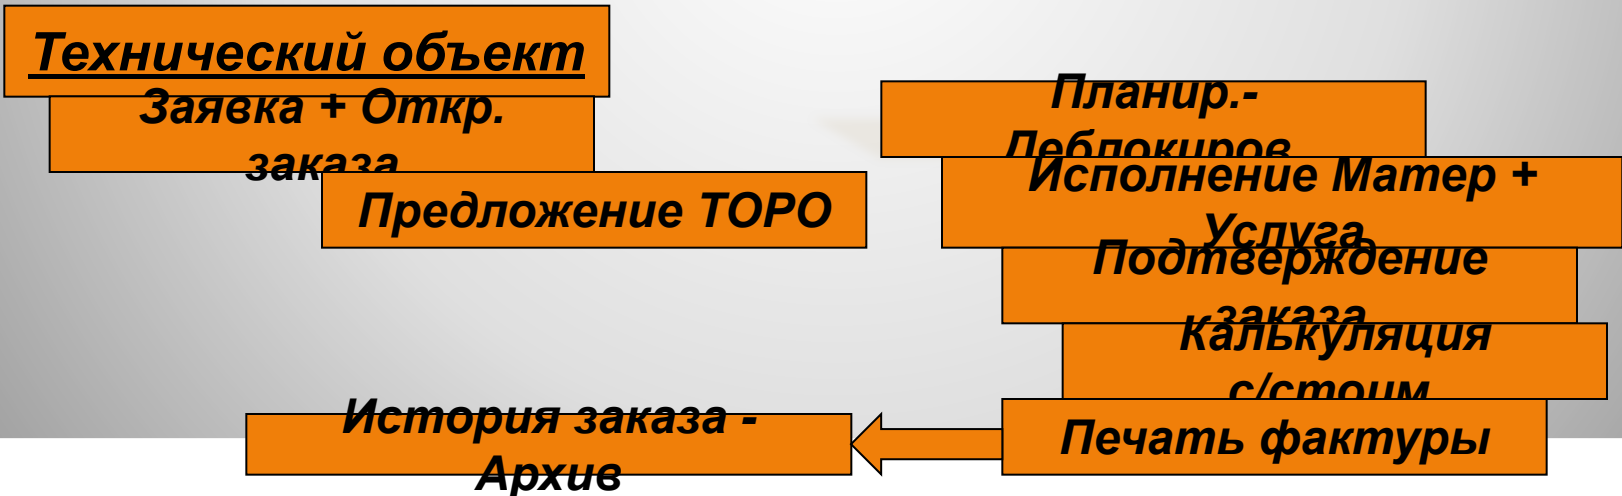 Технический объект
Заявка + Откр.
заказа
Предложение ТОРО
Планир.-
Деблокиров
Исполнение Матер +
Услуга
Подтверждение
заказа
Калькуляция
с/стоим
Печать фактуры
История заказа -
Архив